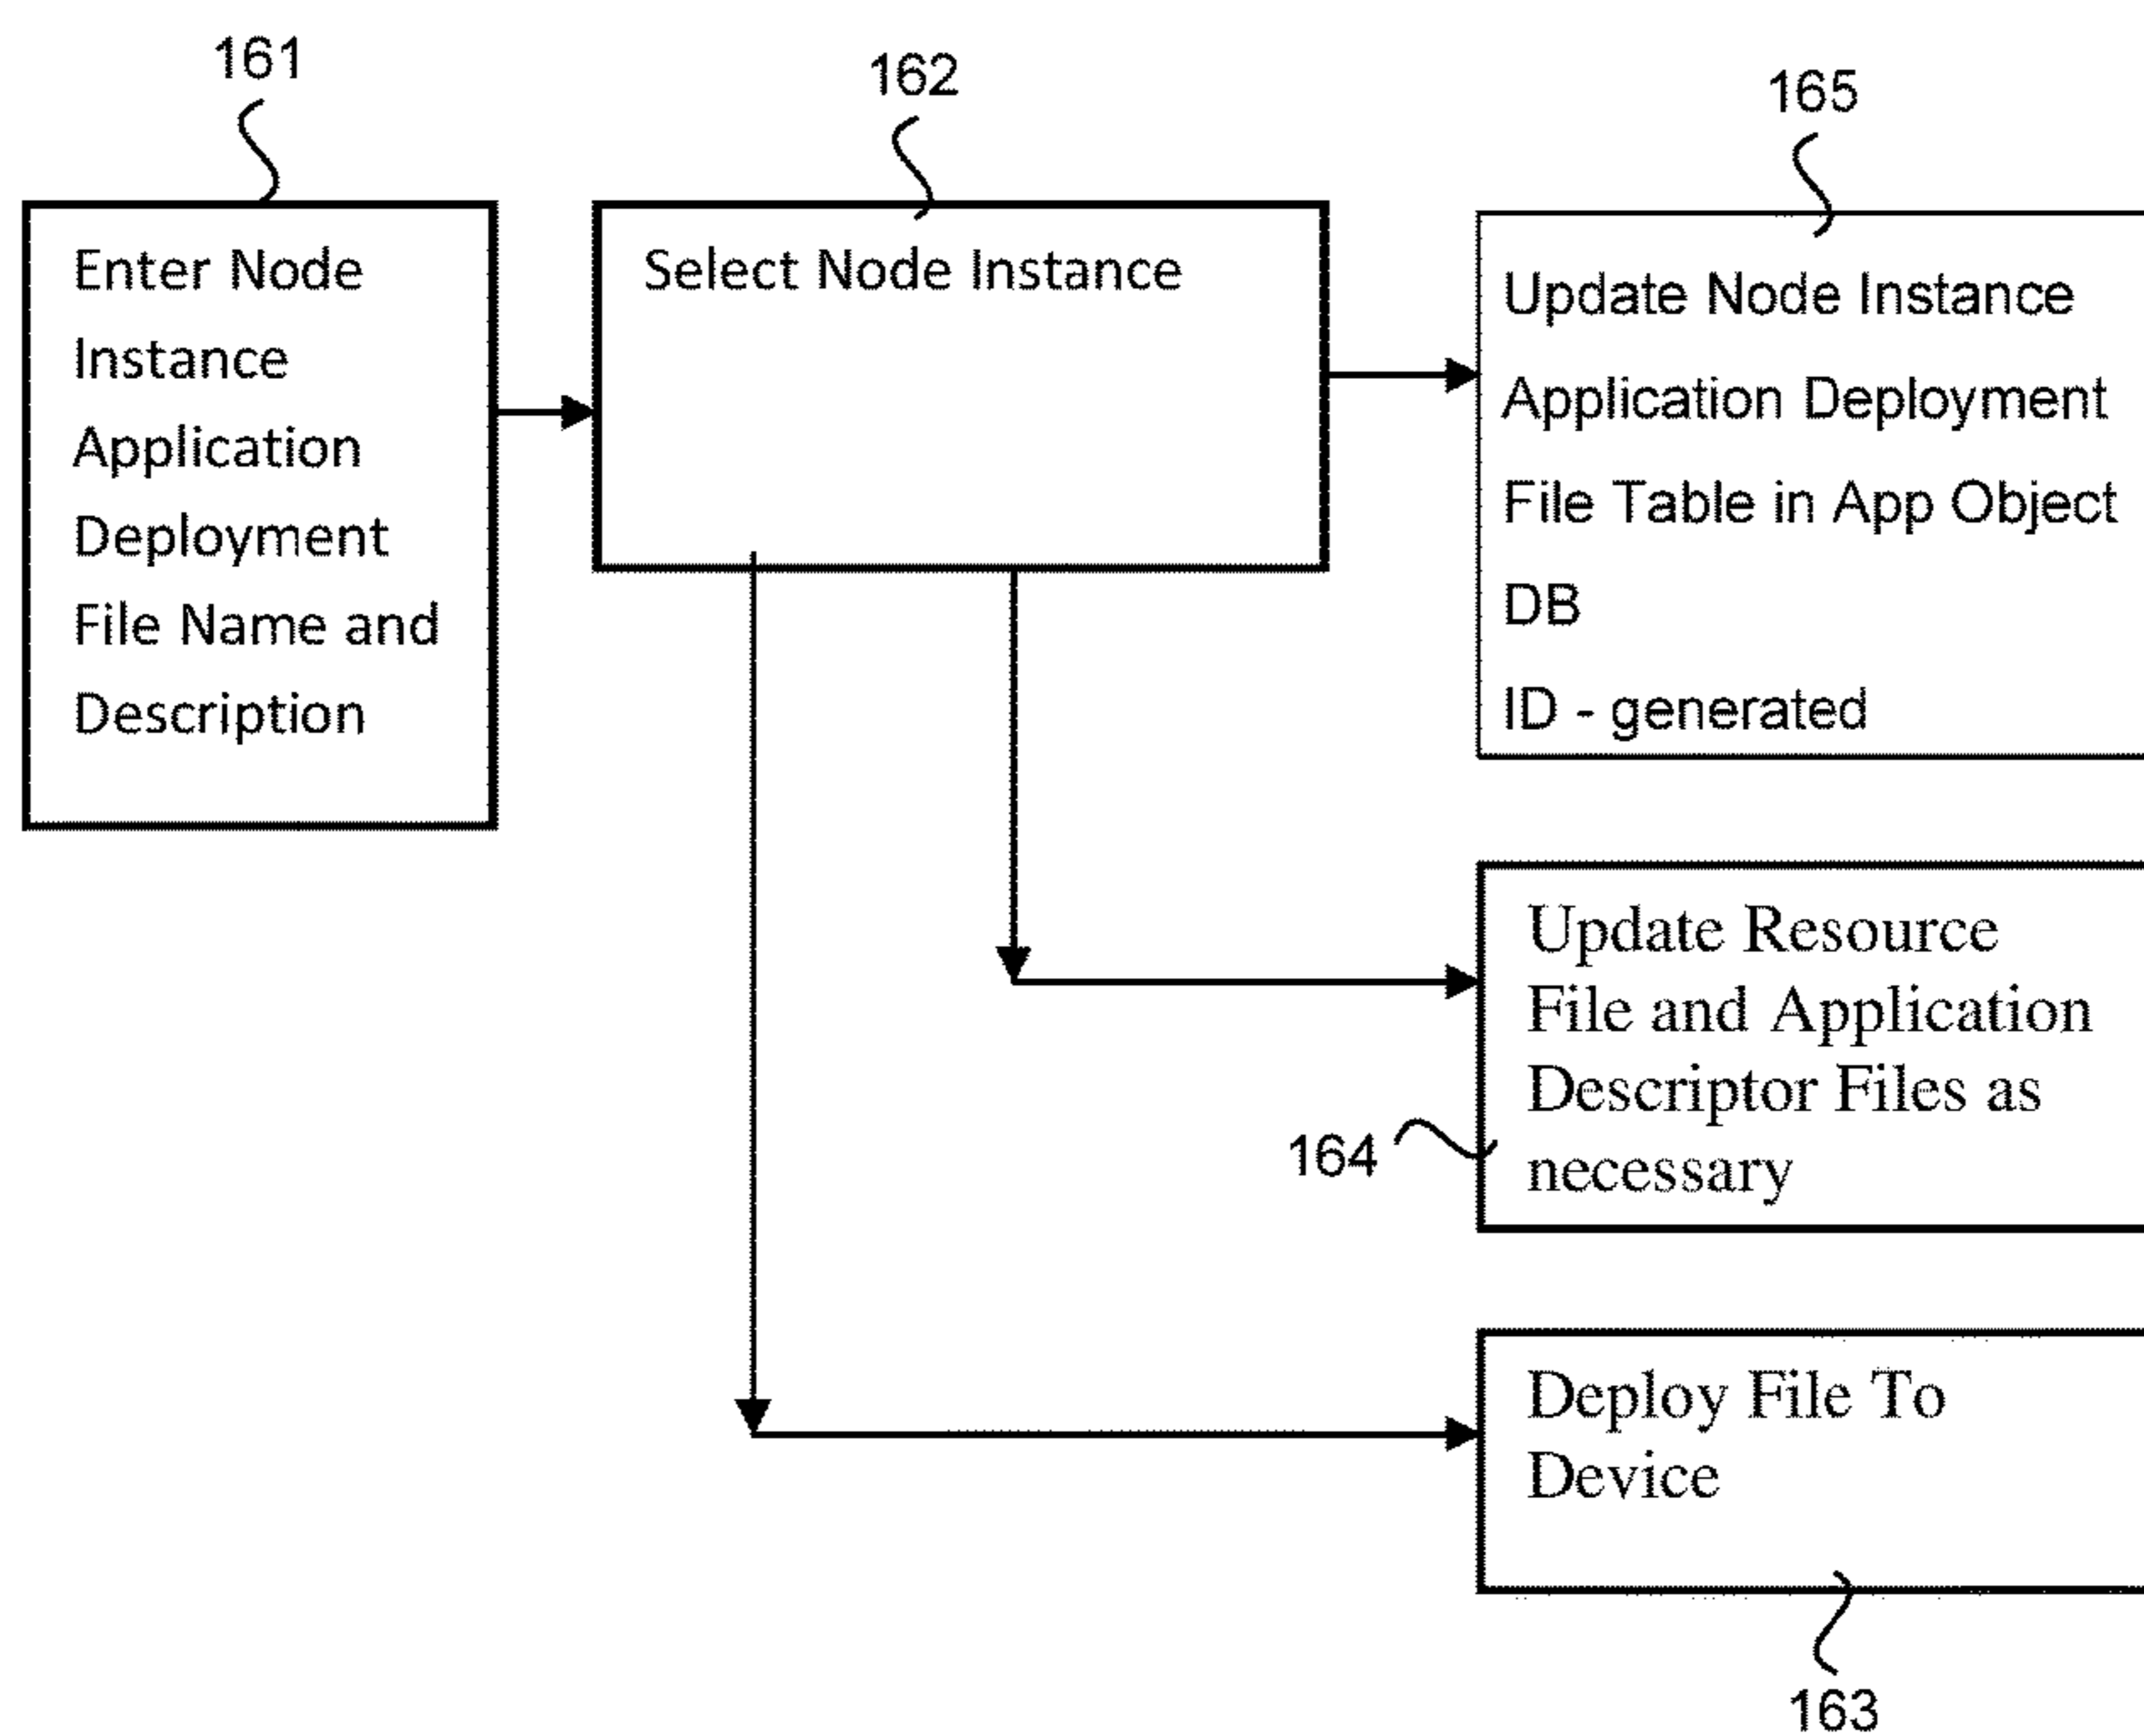 161
Enter Node
Instance
Application
Deployment
File Name and
Description
162
Select Node Instance
165
Update Node Instance
Application Deployment
File Table in App Object
DB
ID - generated
Update Resource
File and Application
Descriptor Files as
necessary
164
Deploy File To
Device
163